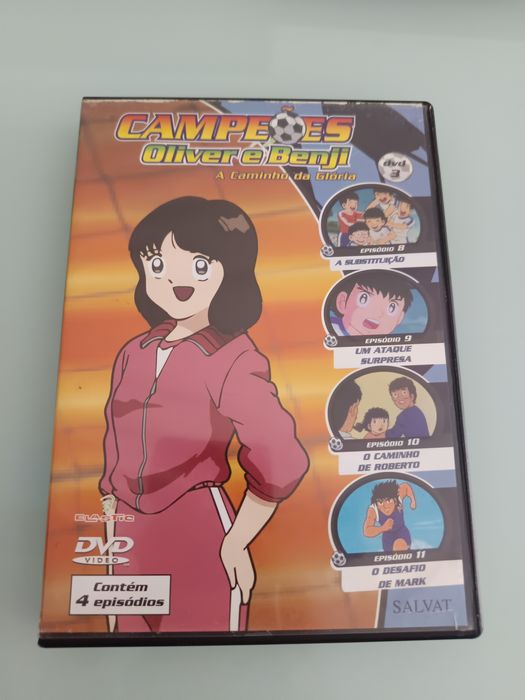 CAMPEÕES
Oliver e Benji
A Caminho da Glória
dvd
3
EPISÓDIO 8
A SUBSTITUIÇÃO
EPISÓDIO 9
UM ATAQUE
SURPRESA
EPISÓDIO 10
O CAMINHO
DE ROBERTO
EPISÓDIO 11
O DESAFIO
DE MARK
ELASTIC
DVD
VIDEO
Contém
4 episódios
SALVAT